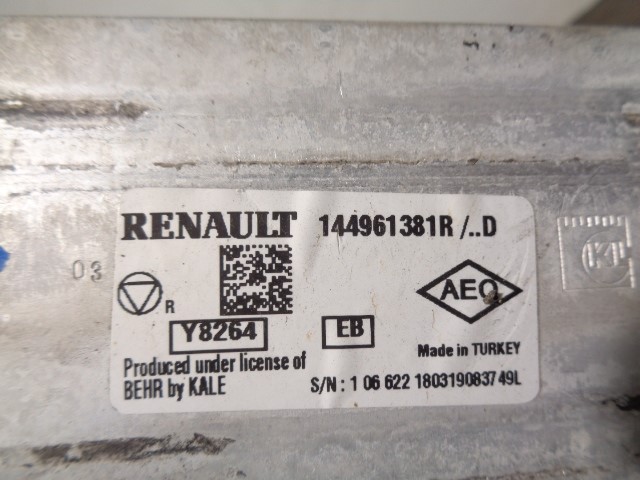 RENAULT 144961381R /..D
03
R
AEO
Y8264
EB
Produced under license of
BEHR by KALE
Made in TURKEY
S/N : 1 06 622 180319083749L